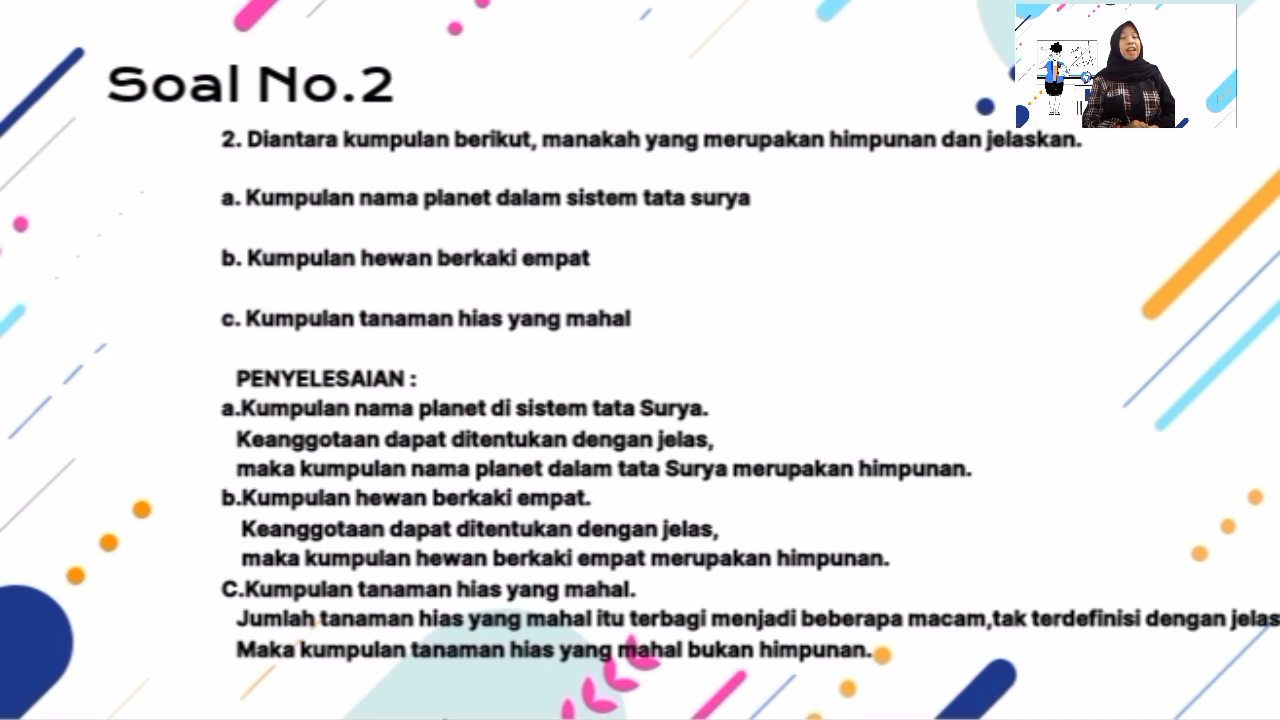 Soal No.2
2. Diantara kumpulan berikut, manakah yang merupakan himpunan dan jelaskan.
a. Kumpulan nama planet dalam sistem tata surya
b. Kumpulan hewan berkaki empat
c. Kumpulan tanaman hias yang mahal
PENYELESAIAN :
a.Kumpulan nama planet di sistem tata Surya.
Keanggotaan dapat ditentukan dengan jelas,
maka kumpulan nama planet dalam tata Surya merupakan himpunan.
b.Kumpulan hewan berkaki empat.
Keanggotaan dapat ditentukan dengan jelas,
maka kumpulan hewan berkaki empat merupakan himpunan.
C.Kumpulan tanaman hias yang mahal.
Jumlah tanaman hias yang mahal itu terbagi menjadi beberapa macam,tak terdefinisi dengan jelas
Maka kumpulan tanaman hias yang mahal bukan himpunan.